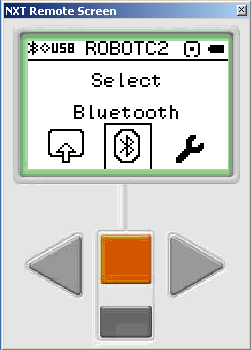 NXT Remote Screen
USB ROBOTC2
Select
Bluetooth